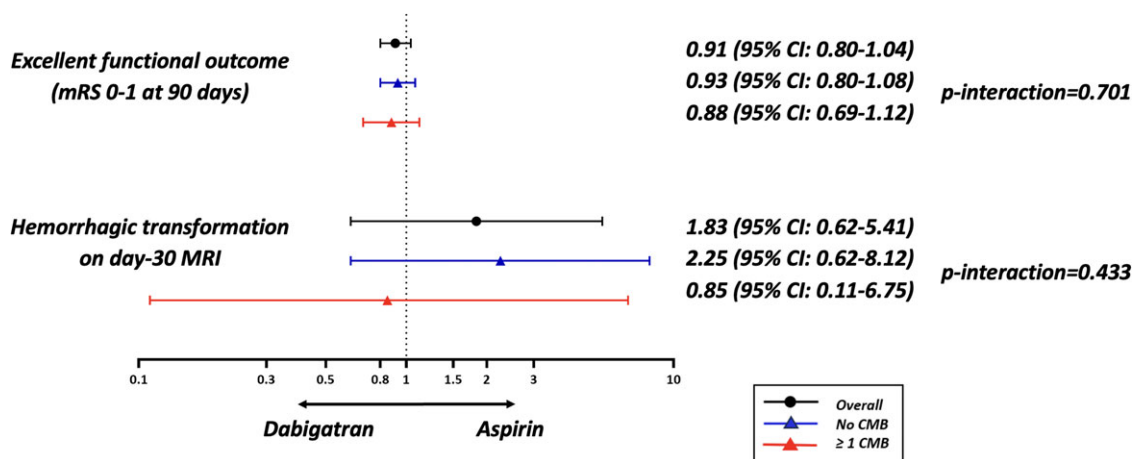 Excellent functional outcome
(mRS 0-1 at 90 days)
0.91 (95% CI: 0.80-1.04)
0.93 (95% CI: 0.80-1.08)
0.88 (95% CI: 0.69-1.12)
p-interaction=0.701
Hemorrhagic transformation
on day-30 MRI
1.83 (95% CI: 0.62-5.41)
2.25 (95% CI: 0.62-8.12)
0.85 (95% CI: 0.11-6.75)
p-interaction=0.433
0.1 0.3 0.5 0.8 1 1.5 2 3 10
Dabigatran Aspirin
Overall
No CMB
≥ 1 CMB